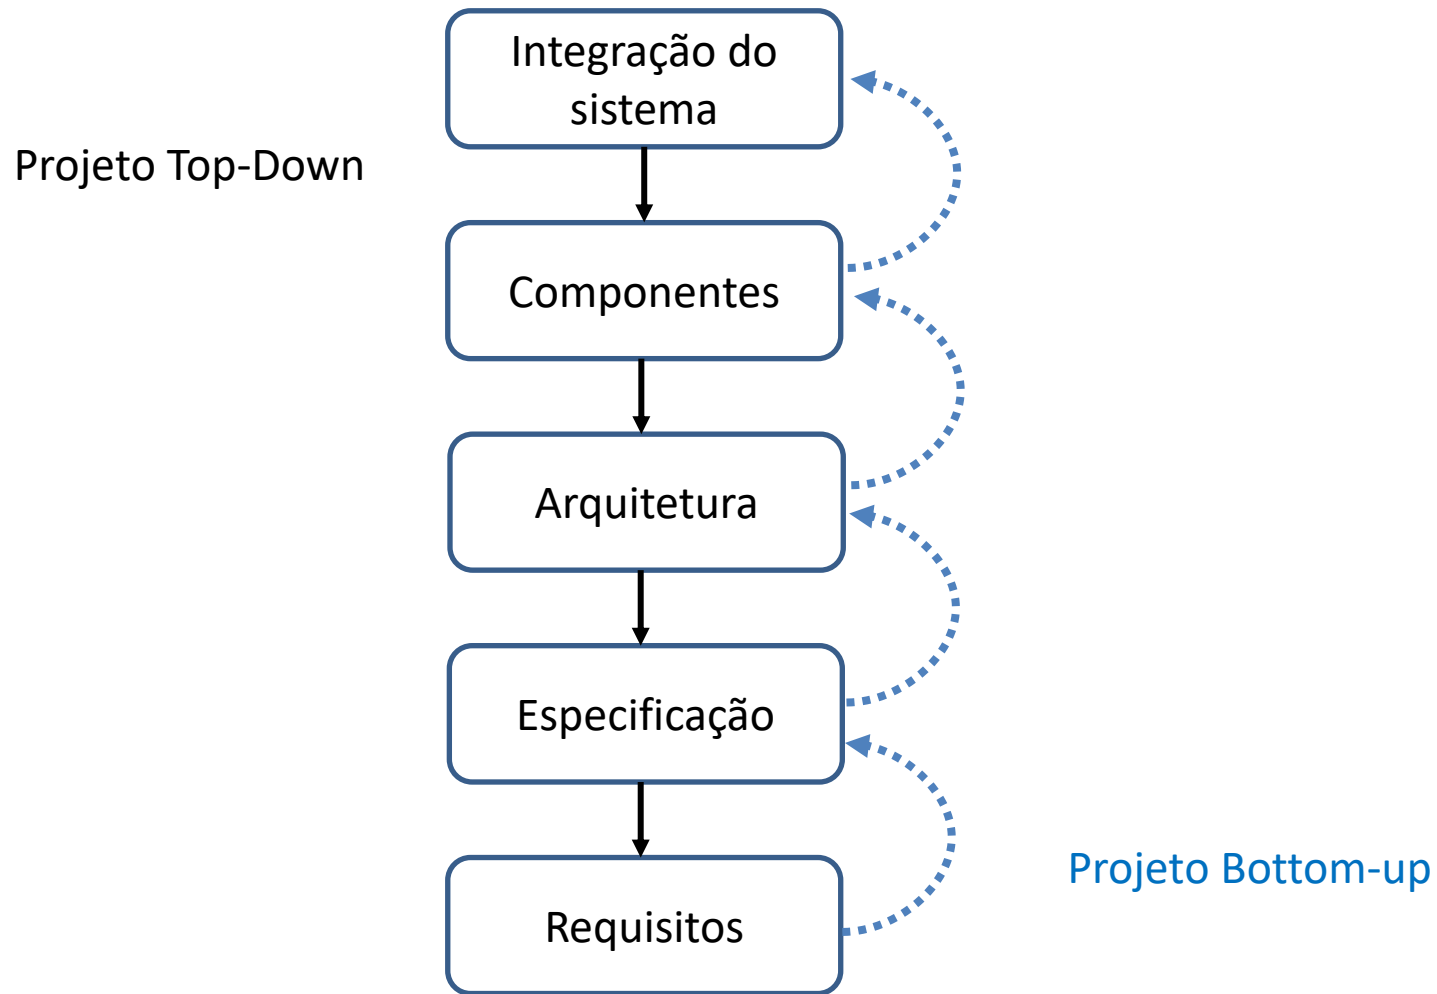 Integração do
sistema
Projeto Top-Down
Componentes
Arquitetura
Especificação
Projeto Bottom-up
Requisitos